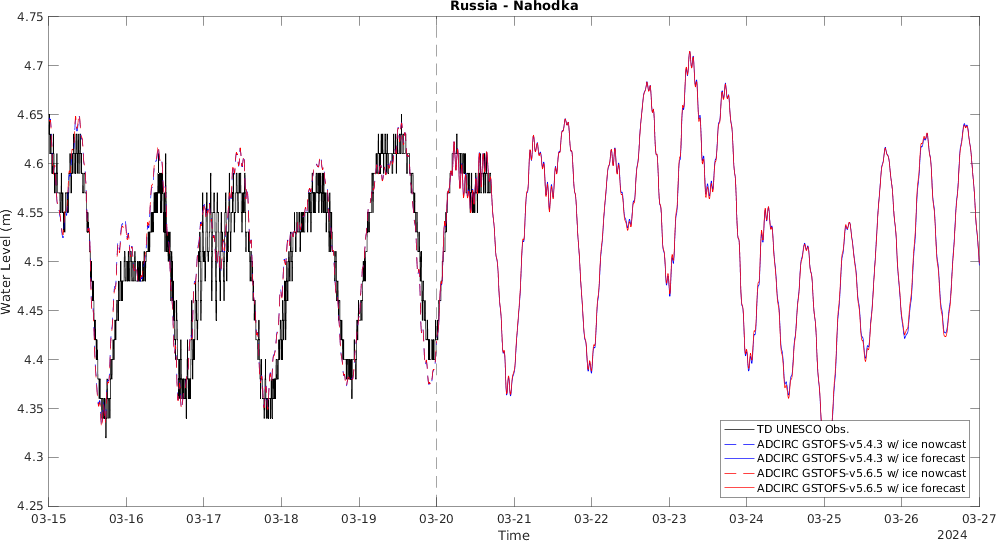 Russia - Nahodka
4.75
4.7
4.65
4.6
4.55
4.5
4.45
4.4
4.35
4.3
4.25
Water Level (m)
TD UNESCO Obs.
ADCIRC GSTOFS-v5.4.3 w/ ice nowcast
ADCIRC GSTOFS-v5.4.3 w/ ice forecast
ADCIRC GSTOFS-v5.6.5 w/ ice nowcast
ADCIRC GSTOFS-v5.6.5 w/ ice forecast
03-15 03-16 03-17 03-18 03-19 03-20 03-21 03-22 03-23 03-24 03-25 03-26 03-27
Time
2024